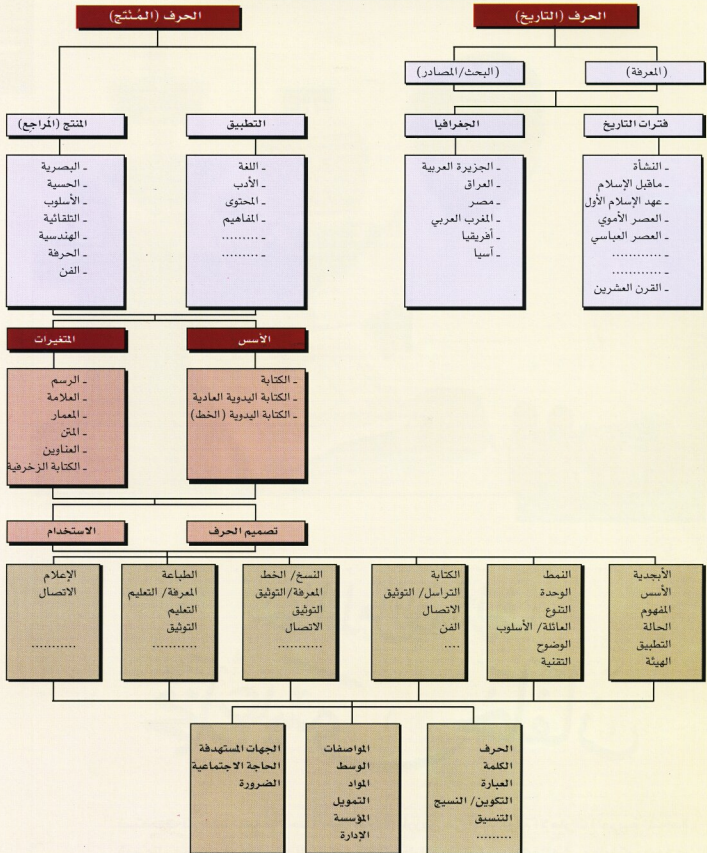 الحرف (التاريخ)
(المعرفة)
(البحث/المصادر)
فترات التاريخ
ـ النشأة
ـ ماقبل الإسلام
ـ عهد الإسلام الأول
ـ العصر الأموي
ـ العصر العباسي
ـ ............
ـ ............
ـ القرن العشرين
الجغرافيا
ـ الجزيرة العربية
ـ العراق
ـ مصر
ـ المغرب العربي
ـ أفريقيا
ـ آسيا
الحرف (المُنتج)
التطبيق
ـ اللغة
ـ الأدب
ـ المحتوى
ـ المفاهيم
ـ .........
ـ .........
المنتج (المراجع)
ـ البصرية
ـ الحسية
ـ الأسلوب
ـ التلقائية
ـ الهندسية
ـ الحرفة
ـ الفن
الأسس
ـ الكتابة
ـ الكتابة اليدوية العادية
ـ الكتابة اليدوية (الخط)
المتغيرات
ـ الرسم
ـ العلامة
ـ المعمار
ـ المتن
ـ العناوين
ـ الكتابة الزخرفية
تصميم الحرف
الاستخدام
الأبجدية
الأسس
المفهوم
الحالة
التطبيق
الهيئة
النمط
الوحدة
التنوع
العائلة/ الأسلوب
الوضوح
التقنية
الكتابة
التراسل/ التوثيق
الاتصال
الفن
....
النسخ/ الخط
المعرفة/التوثيق
التوثيق
الاتصال
...........
الطباعة
المعرفة/ التعليم
التعليم
التوثيق
...........
الإعلام
الاتصال
...........
الحرف
الكلمة
العبارة
التكوين/ النسيج
التنسيق
.........
المواصفات
الوسط
المواد
التمويل
المؤسسة
الإدارة
الجهات المستهدفة
الحاجة الاجتماعية
الضرورة